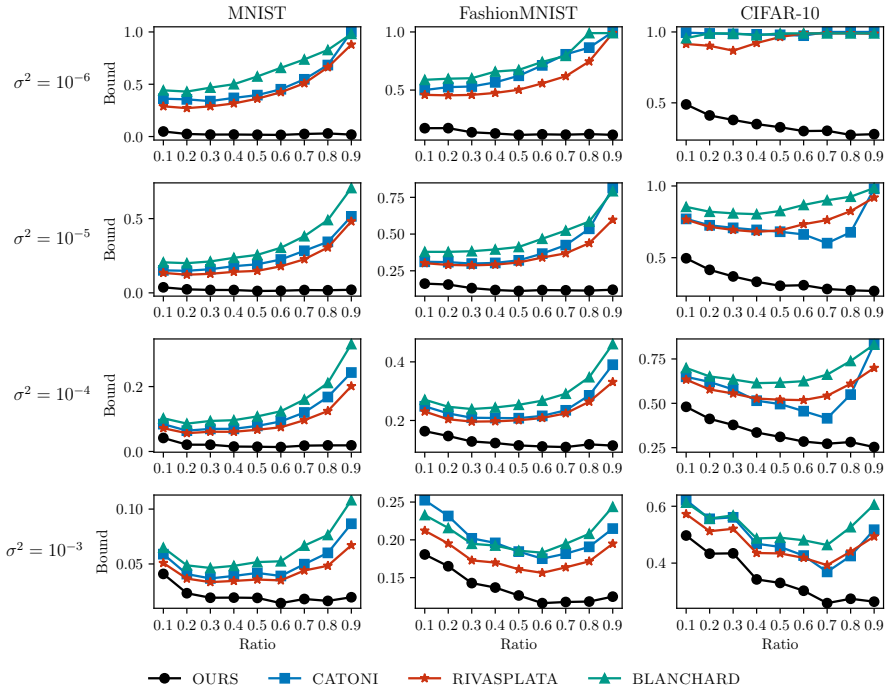 MNIST FashionMNIST CIFAR-10
σ² = 10⁻⁶
Bound
1.0
0.5
0.0
0.1 0.2 0.3 0.4 0.5 0.6 0.7 0.8 0.9
1.0
0.5
0.1 0.2 0.3 0.4 0.5 0.6 0.7 0.8 0.9
1.0
0.5
0.1 0.2 0.3 0.4 0.5 0.6 0.7 0.8 0.9
σ² = 10⁻⁵
Bound
0.5
0.0
0.1 0.2 0.3 0.4 0.5 0.6 0.7 0.8 0.9
0.75
0.50
0.25
0.1 0.2 0.3 0.4 0.5 0.6 0.7 0.8 0.9
1.0
0.5
0.1 0.2 0.3 0.4 0.5 0.6 0.7 0.8 0.9
σ² = 10⁻⁴
Bound
0.2
0.0
0.1 0.2 0.3 0.4 0.5 0.6 0.7 0.8 0.9
0.4
0.2
0.1 0.2 0.3 0.4 0.5 0.6 0.7 0.8 0.9
0.75
0.50
0.25
0.1 0.2 0.3 0.4 0.5 0.6 0.7 0.8 0.9
σ² = 10⁻³
Bound
0.10
0.05
0.1 0.2 0.3 0.4 0.5 0.6 0.7 0.8 0.9
Ratio
0.25
0.20
0.15
0.1 0.2 0.3 0.4 0.5 0.6 0.7 0.8 0.9
Ratio
0.6
0.4
0.1 0.2 0.3 0.4 0.5 0.6 0.7 0.8 0.9
Ratio
OURS CATONI RIVASPLATA BLANCHARD